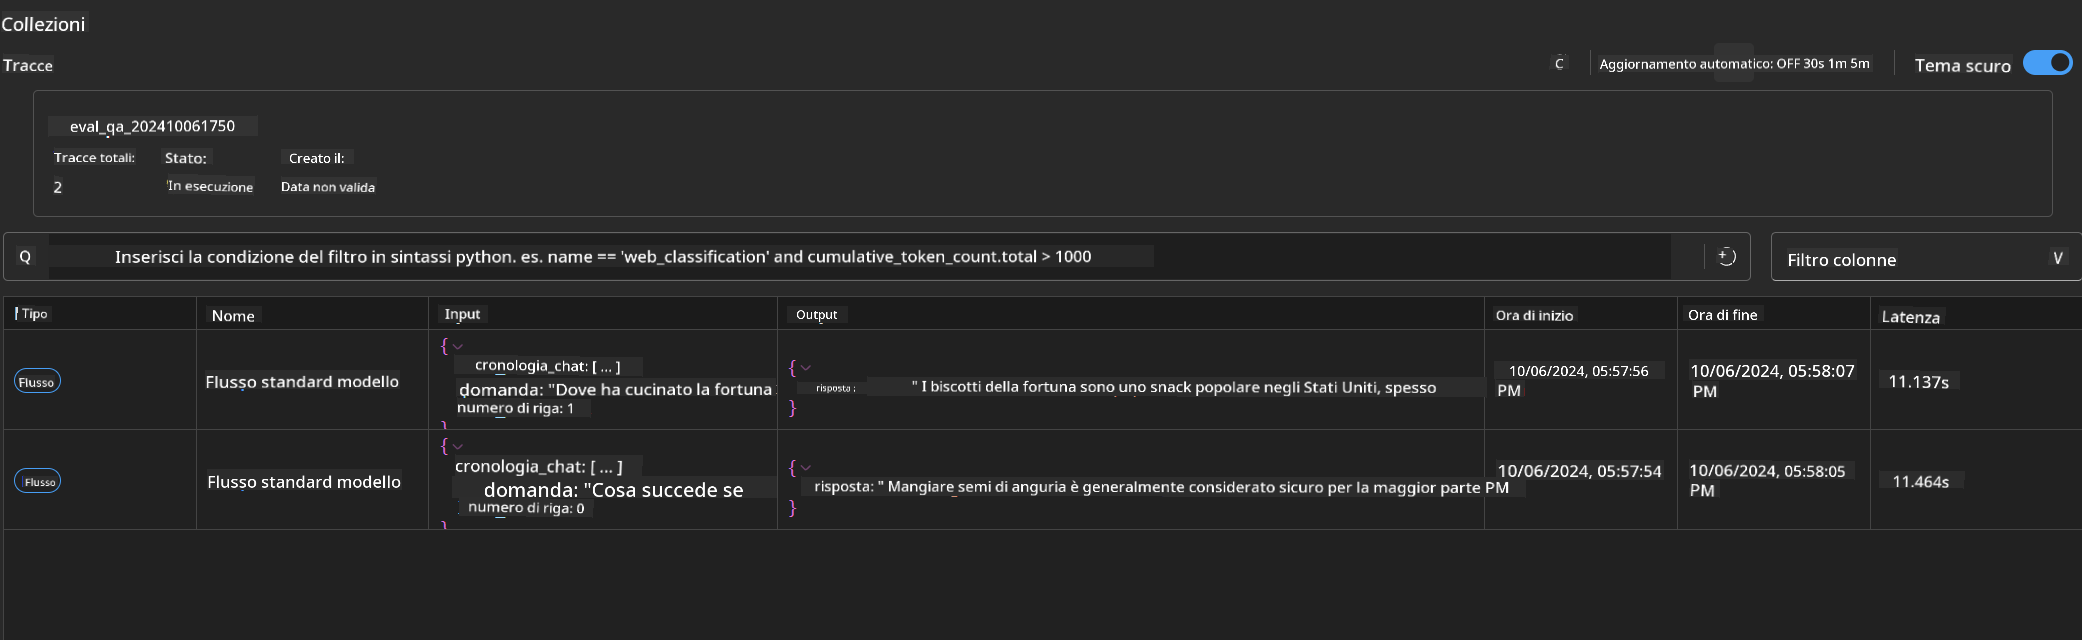 Collezioni
Tracce
C
Aggiornamento automatico: OFF 30s 1m 5m
Tema scuro
eval_qa_202410061750
Tracce totali: Stato: Creato il:
2 'In esecuzione Data non valida
Q Inserisci la condizione del filtro in sintassi python. es. name == 'web_classification' and cumulative_token_count.total > 1000
Filtro colonne V
Tipo Nome Input Output Ora di inizio Ora di fine Latenza
Flusso
Flusso standard modello
{
cronologia_chat: [ ... ]
domanda: "Dove ha cucinato la fortuna
numero di riga: 1
}
{
risposta : " I biscotti della fortuna sono uno snack popolare negli Stati Uniti, spesso
}
10/06/2024, 05:57:56
PM
10/06/2024, 05:58:07
PM
11.137s
Flusso
Flusso standard modello
{
cronologia_chat: [ ... ]
domanda: "Cosa succede se
numero di riga: 0
}
{
risposta: " Mangiare semi di anguria è generalmente considerato sicuro per la maggior parte PM
}
10/06/2024, 05:57:54
10/06/2024, 05:58:05
PM
11.464s